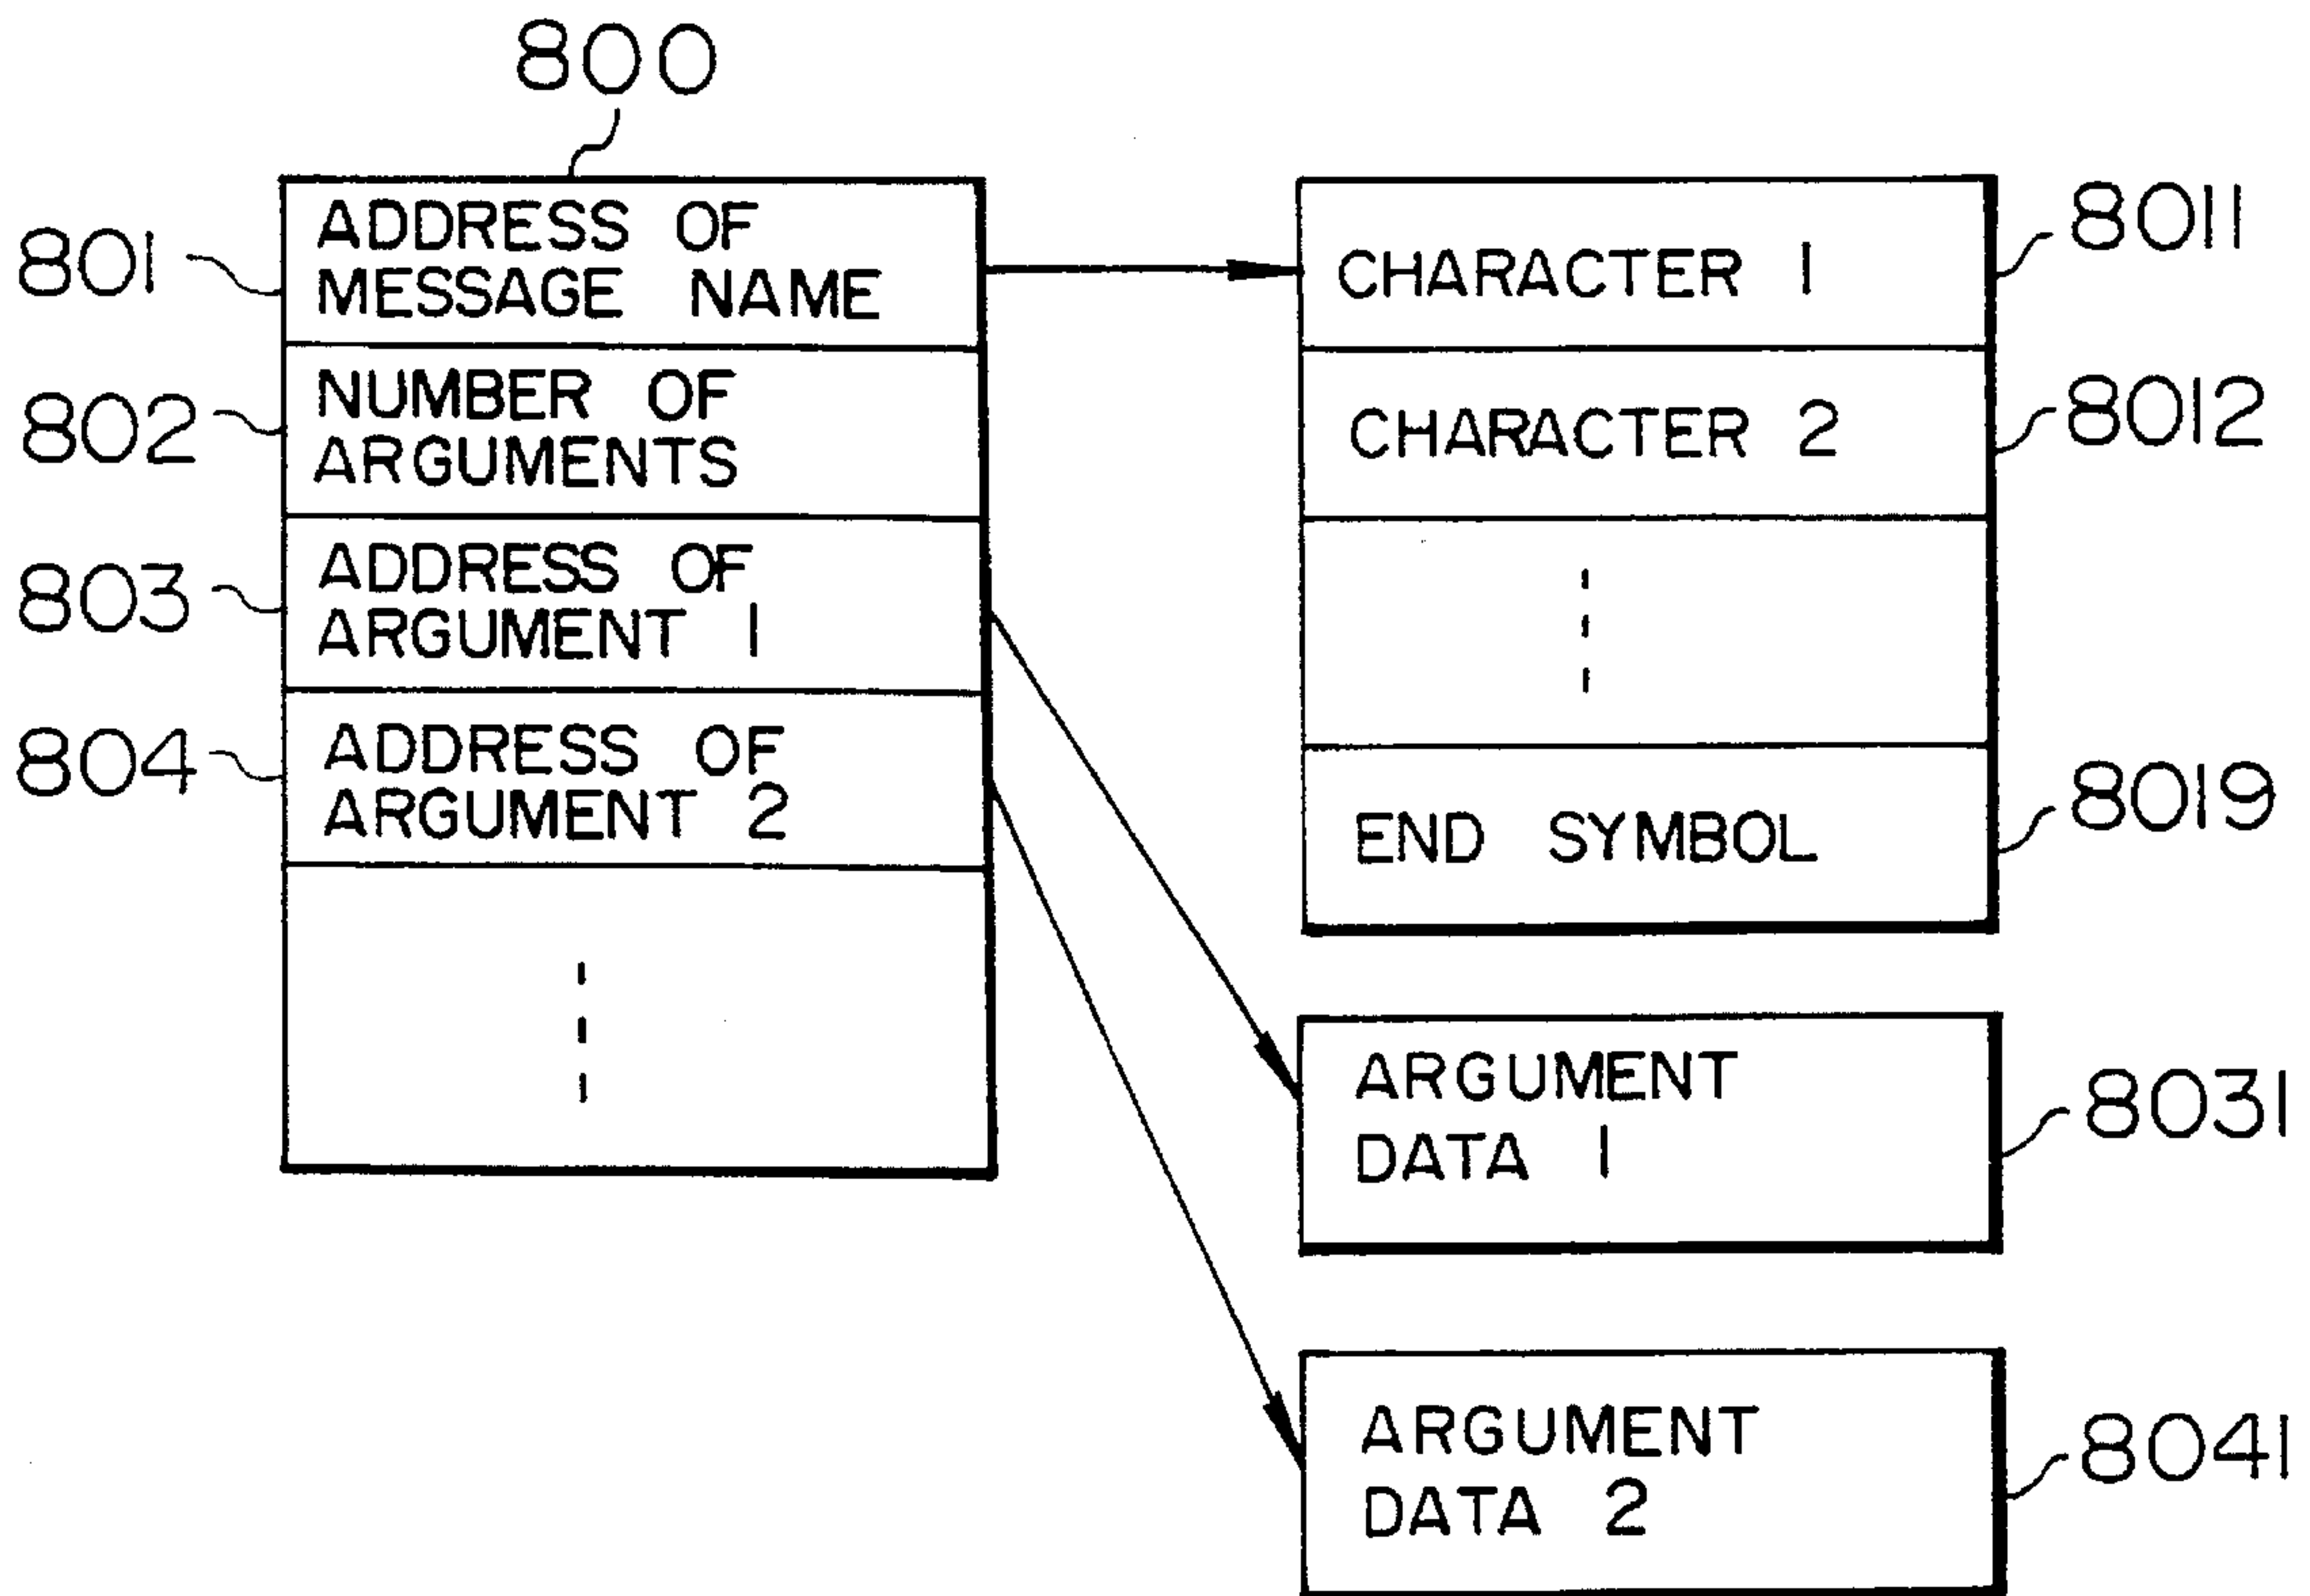 800
801
ADDRESS OF
MESSAGE NAME
802
NUMBER OF
ARGUMENTS
803
ADDRESS OF
ARGUMENT 1
804
ADDRESS OF
ARGUMENT 2
CHARACTER 1
8011
CHARACTER 2
8012
END SYMBOL
8019
ARGUMENT
DATA 1
8031
ARGUMENT
DATA 2
8041